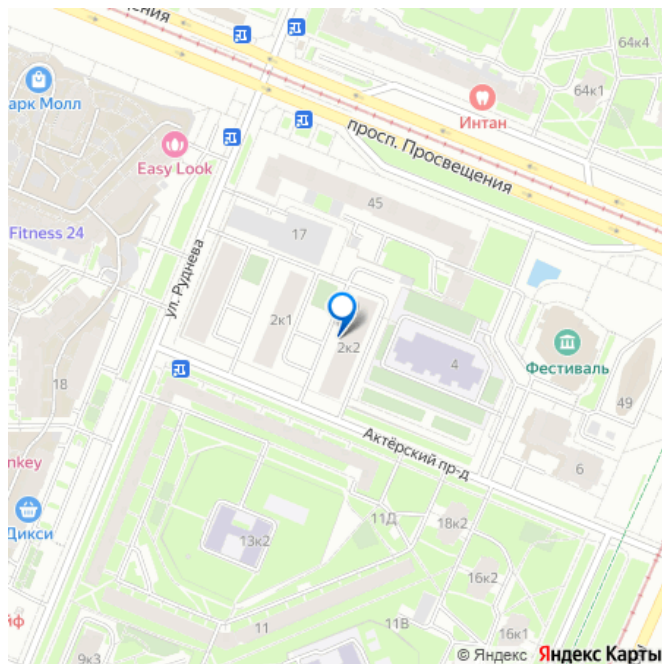 64к4
64к1
Интан
просп. Просвещения
арк Молл
Easy Look
45
17
Fitness 24
ул. Руднева
2к1
2к2
4
Фестиваль
18
49
Актёрский пр-д
6
nkey
Дикси
11Д
18к2
13к2
16к2
11В
11
16к1
9к3
© Яндекс Яндекс Карты